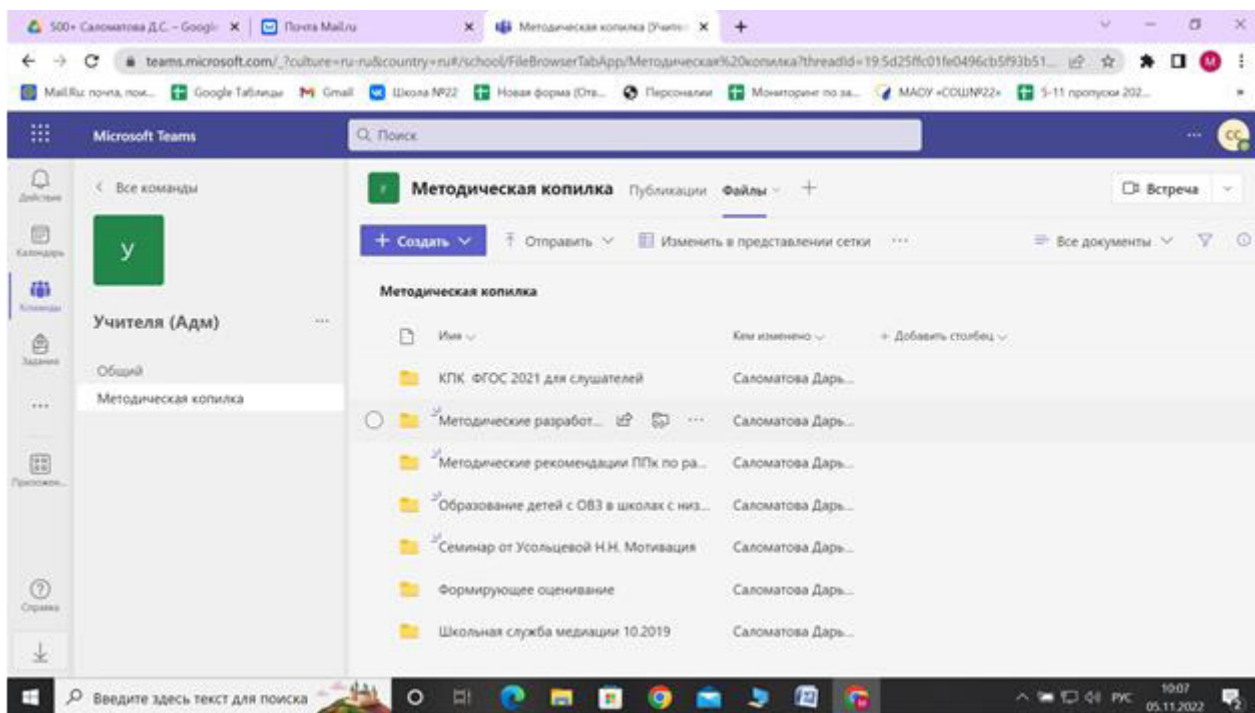 500+ Саломатова Д.С. – Googl
Почта Mail.ru
Методическая копилка (Учител
teams.microsoft.com/_?culture=ru-ru&country=ru#/school/FileBrowserTabApp/Методическая%20копилка?threadId=19:5d25ffc01fe0496cb5f93b51...
Mail.Ru: почта, пои...
Google Таблицы
Gmail
Школа №22
Новая форма (Отв...
Персоналии
Мониторинг по за...
МАОУ «СОШ№22»
5-11 пропуски 202...
Microsoft Teams
Поиск
СС
Действия
Календарь
Команды
Задания
Приложен...
Справка
Все команды
У
Учителя (Адм)
Общий
Методическая копилка
Методическая копилка Публикации Файлы
Встреча
Создать
Отправить
Изменить в представлении сетки
Все документы
Методическая копилка
Имя Кем изменено + Добавить столбец
КПК ФГОС 2021 для слушателей Саломатова Дарь...
Методические разработ... Саломатова Дарь...
Методические рекомендации ППк по ра... Саломатова Дарь...
Образование детей с ОВЗ в школах с низ... Саломатова Дарь...
Семинар от Усольцевой Н.Н. Мотивация Саломатова Дарь...
Формирующее оценивание Саломатова Дарь...
Школьная служба медиации 10.2019 Саломатова Дарь...
Введите здесь текст для поиска
РУС
10:07
05.11.2022